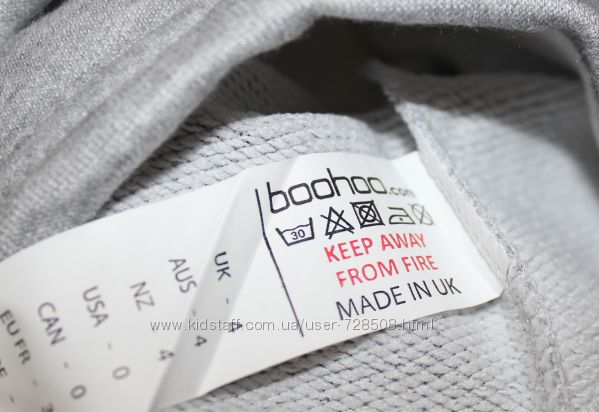 boohoo.com
30
KEEP AWAY
FROM FIRE
MADE IN UK
UK - 4
AUS - 4
NZ - 4
USA - 0
CAN - 0
EU FR -
www.kidstaff.com.ua/user-728508.html